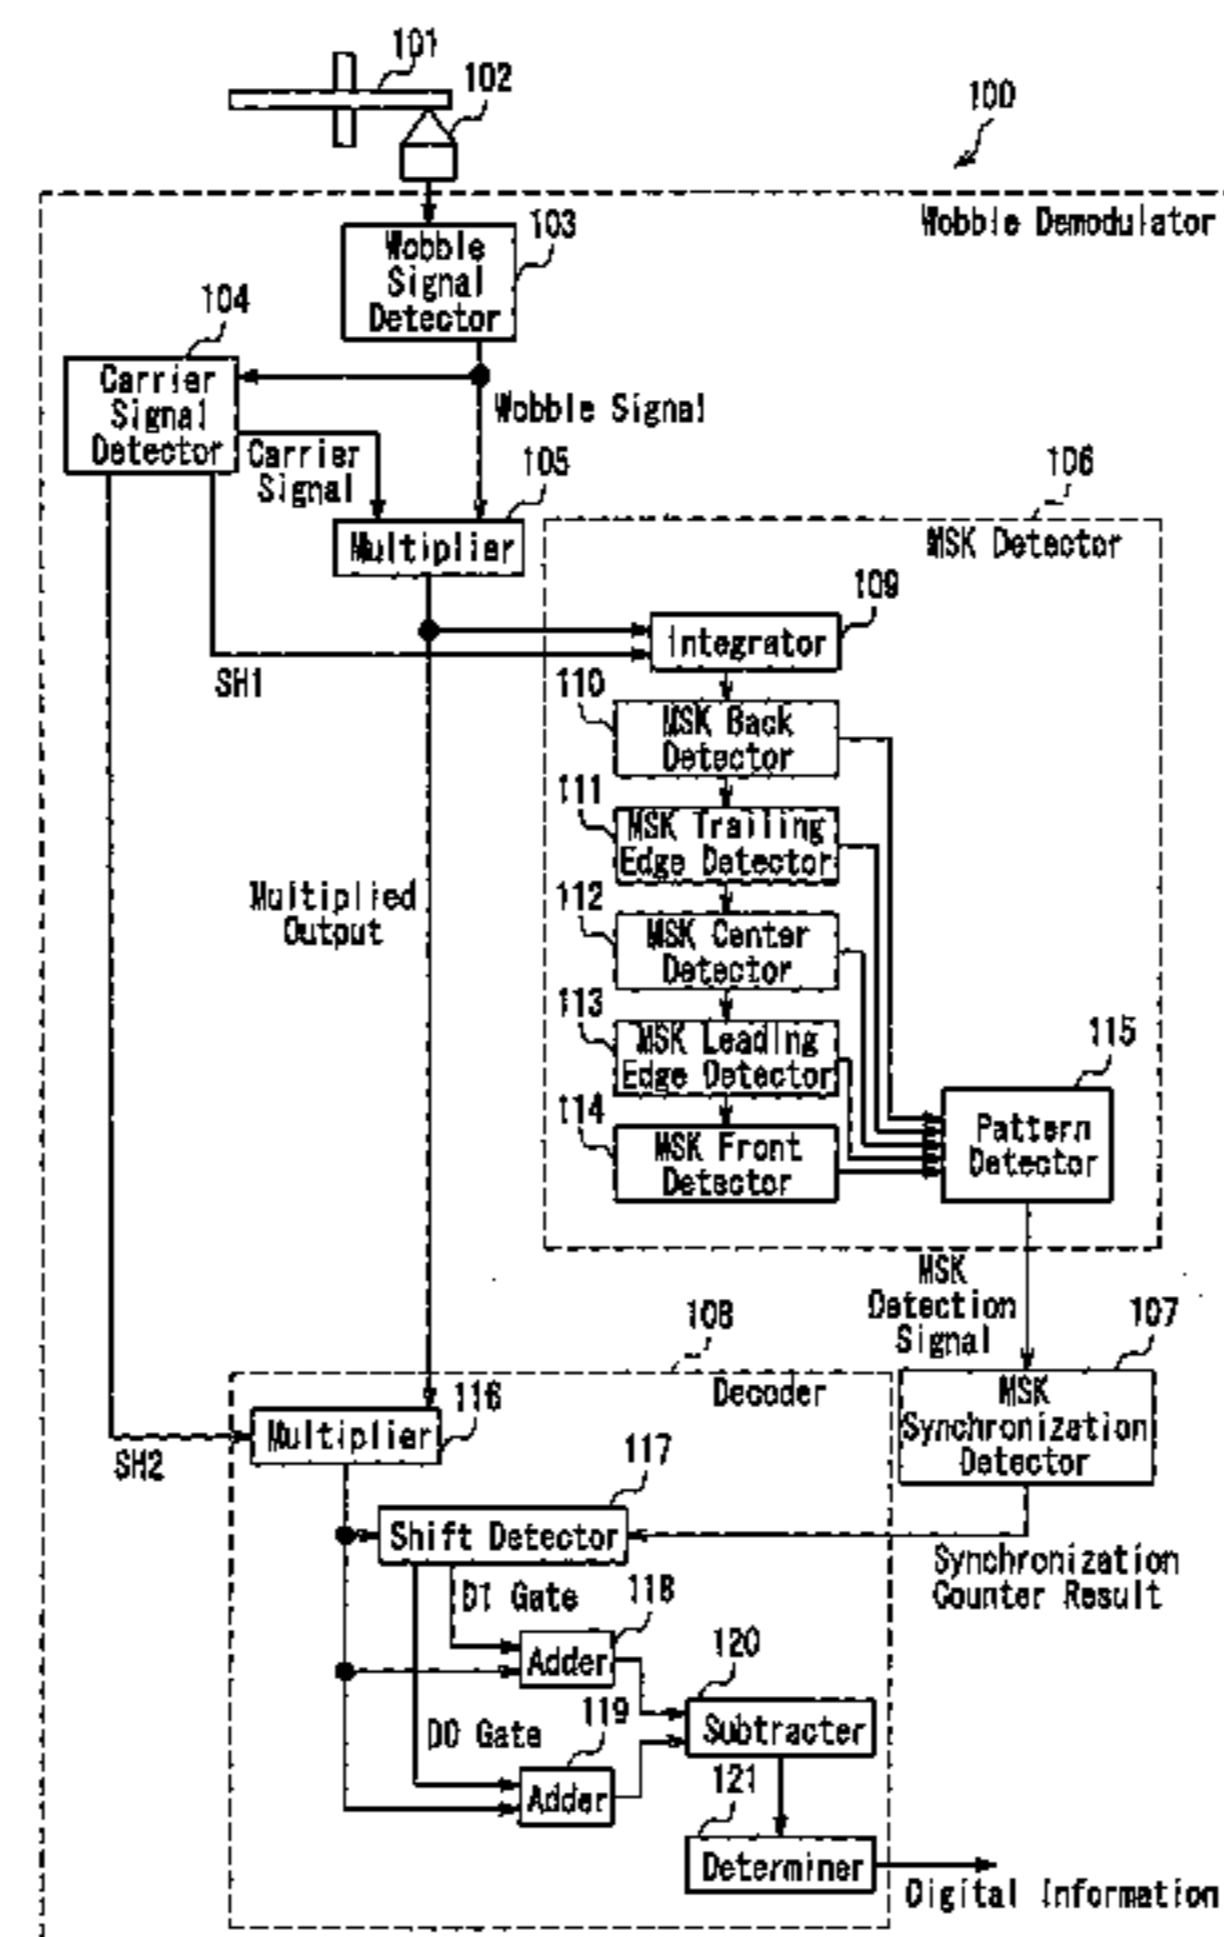 101
102
100
Wobble Demodulator
103
Wobble
Signal
Detector
104
Carrier
Signal
Detector
Wobble Signal
Carrier
Signal
105
Multiplier
106
MSK Detector
109
Integrator
SH1
110
MSK Back
Detector
111
MSK Trailing
Edge Detector
112
MSK Center
Detector
113
MSK Leading
Edge Detector
114
MSK Front
Detector
115
Pattern
Detector
Multiplied
Output
MSK
Detection
Signal
107
MSK
Synchronization
Detector
108
Decoder
116
Multiplier
SH2
117
Shift Detector
Synchronization
Counter Result
D1 Gate
118
Adder
D0 Gate
119
Adder
120
Subtracter
121
Determiner
Digital Information